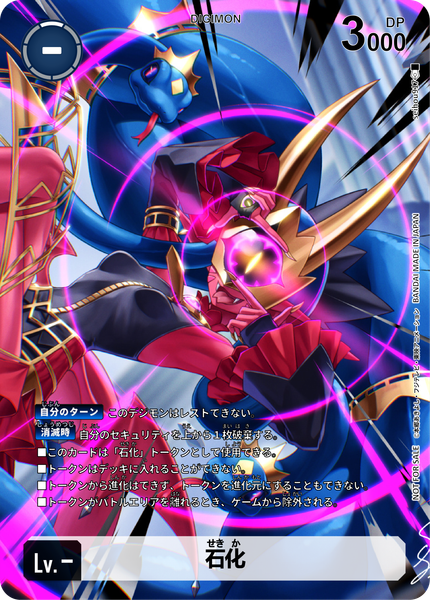 DIGIMON
－
3000
DP
BANDAI MADE IN JAPAN
NOT FOR SALE
自分のターン このデジモンはレストできない。
消滅時 自分のセキュリティを上から1枚破棄する。
■このカードは「石化」トークンとして使用できる。
■トークンはデッキに入れることができない。
■トークンから進化はできず、トークンを進化元にすることもできない。
■トークンがバトルエリアを離れるとき、ゲームから除外される。
Lv.－
せきか
石化